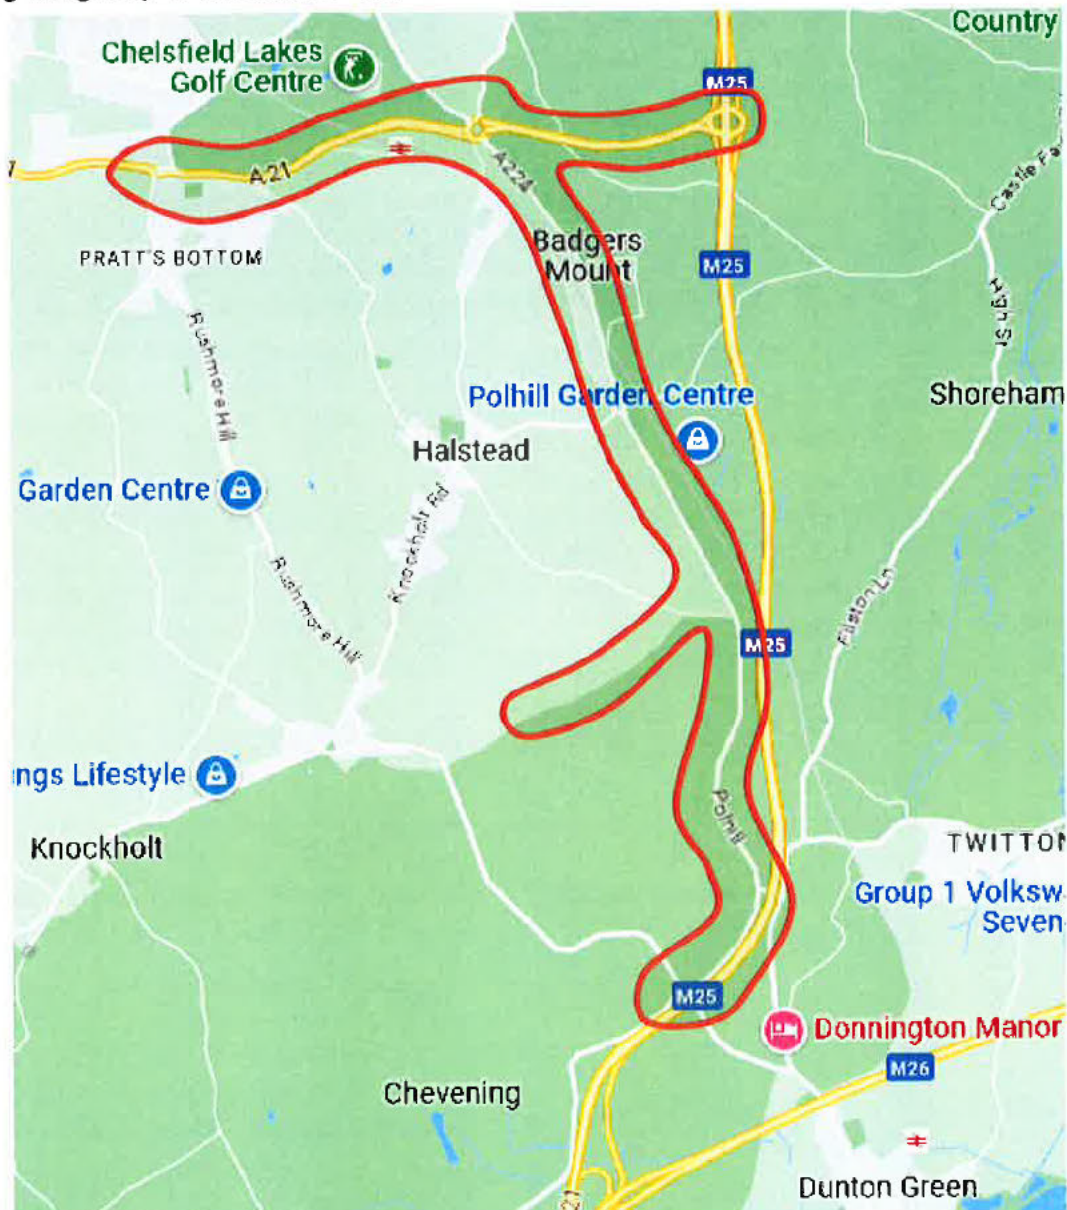 Country
Chelsfield Lakes
Golf Centre
M25
A21
A224
Castle Fa
PRATT'S BOTTOM
Badgers
Mount
M25
High St
Rushmore Hill
Polhill Garden Centre
Shoreham
Halstead
Garden Centre
Knockholt Rd
Rushmore Hill
Filston Ln
M25
ngs Lifestyle
Polhill
Knockholt
TWITTON
Group 1 Volksw
Seven
M25
Donnington Manor
M26
Chevening
Dunton Green
21